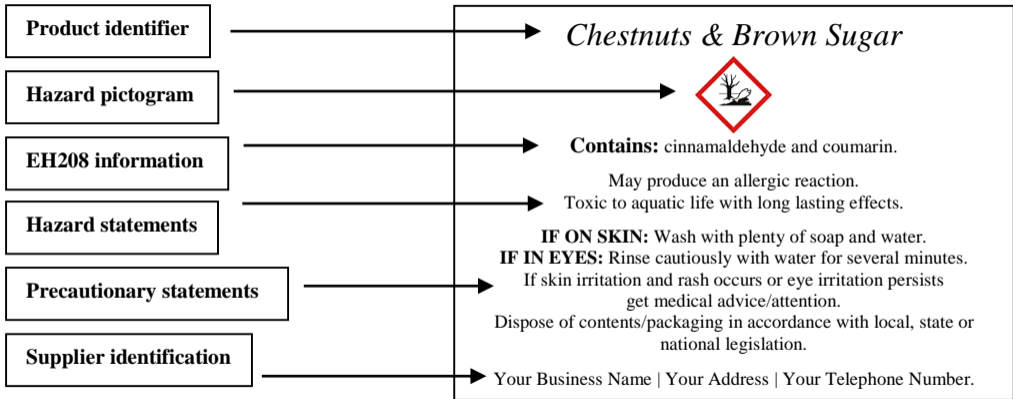 Product identifier
Hazard pictogram
EH208 information
Hazard statements
Precautionary statements
Supplier identification
Chestnuts & Brown Sugar
Contains: cinnamaldehyde and coumarin.
May produce an allergic reaction.
Toxic to aquatic life with long lasting effects.
IF ON SKIN: Wash with plenty of soap and water.
IF IN EYES: Rinse cautiously with water for several minutes.
If skin irritation and rash occurs or eye irritation persists
get medical advice/attention.
Dispose of contents/packaging in accordance with local, state or
national legislation.
Your Business Name | Your Address | Your Telephone Number.